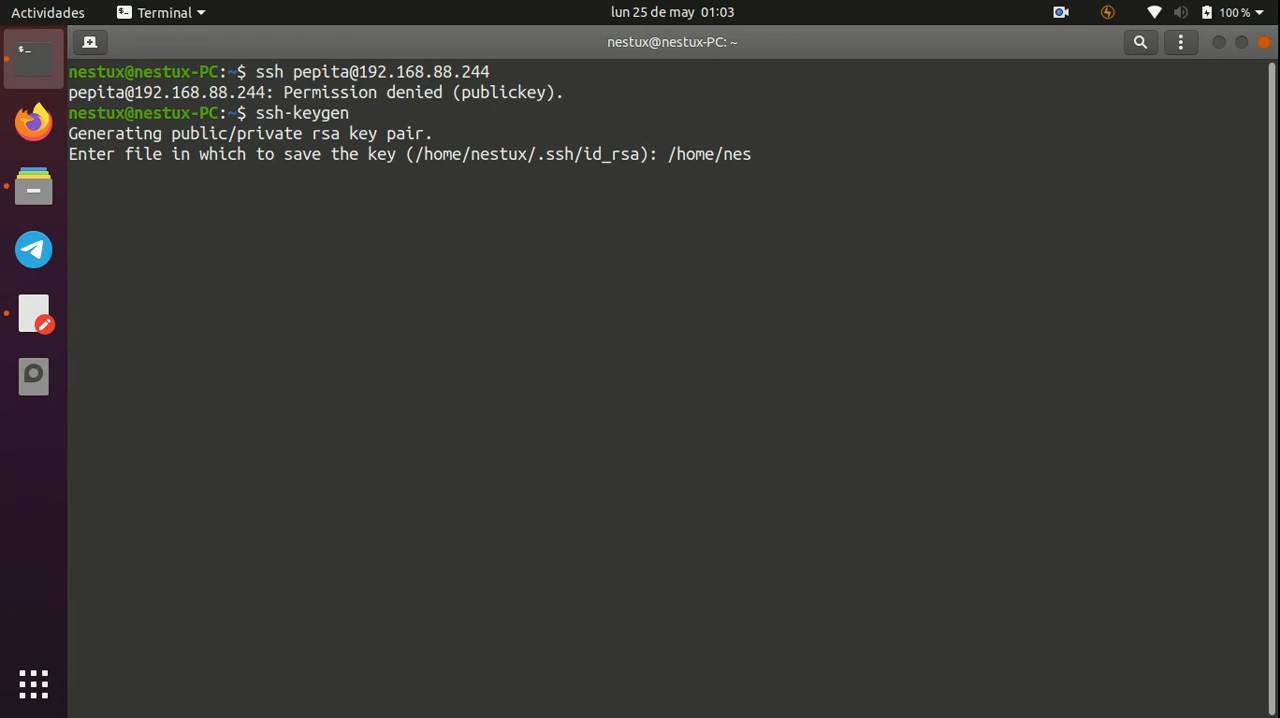 Actividades
Terminal
lun 25 de may 01:03
100 %
nestux@nestux-PC: ~
nestux@nestux-PC:~$ ssh pepita@192.168.88.244
pepita@192.168.88.244: Permission denied (publickey).
nestux@nestux-PC:~$ ssh-keygen
Generating public/private rsa key pair.
Enter file in which to save the key (/home/nestux/.ssh/id_rsa): /home/nes